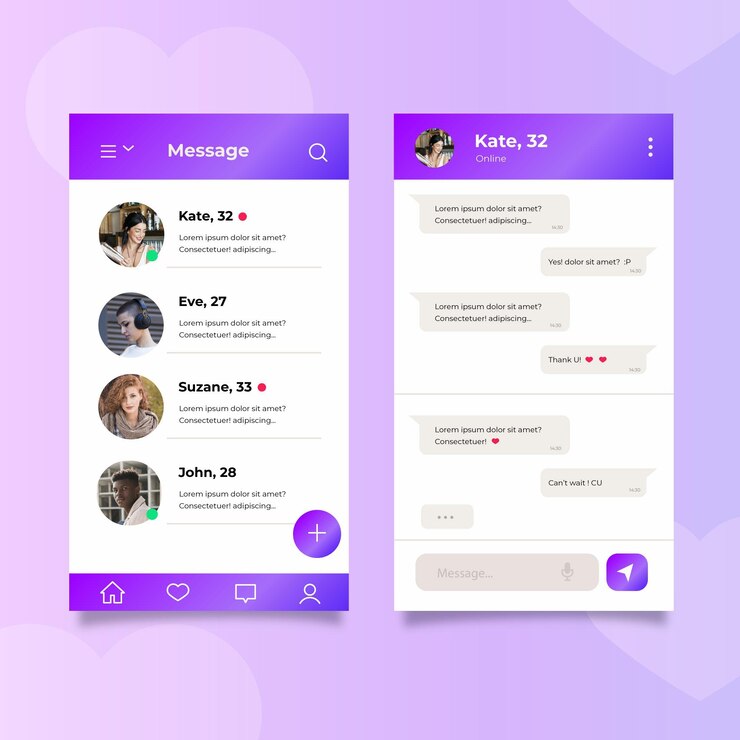 Message
Kate, 32
Lorem ipsum dolor sit amet?
Consectetuer! adipiscing...
Eve, 27
Lorem ipsum dolor sit amet?
Consectetuer! adipiscing...
Suzane, 33
Lorem ipsum dolor sit amet?
Consectetuer! adipiscing...
John, 28
Lorem ipsum dolor sit amet?
Consectetuer! adipiscing...
Kate, 32
Online
Lorem ipsum dolor sit amet?
Consectetuer! adipiscing...
14:30
Yes! dolor sit amet? :P
14:30
Lorem ipsum dolor sit amet?
Consectetuer! adipiscing...
14:30
Thank U!
14:30
Lorem ipsum dolor sit amet?
Consectetuer!
14:30
Can't wait ! CU
14:30
Message...